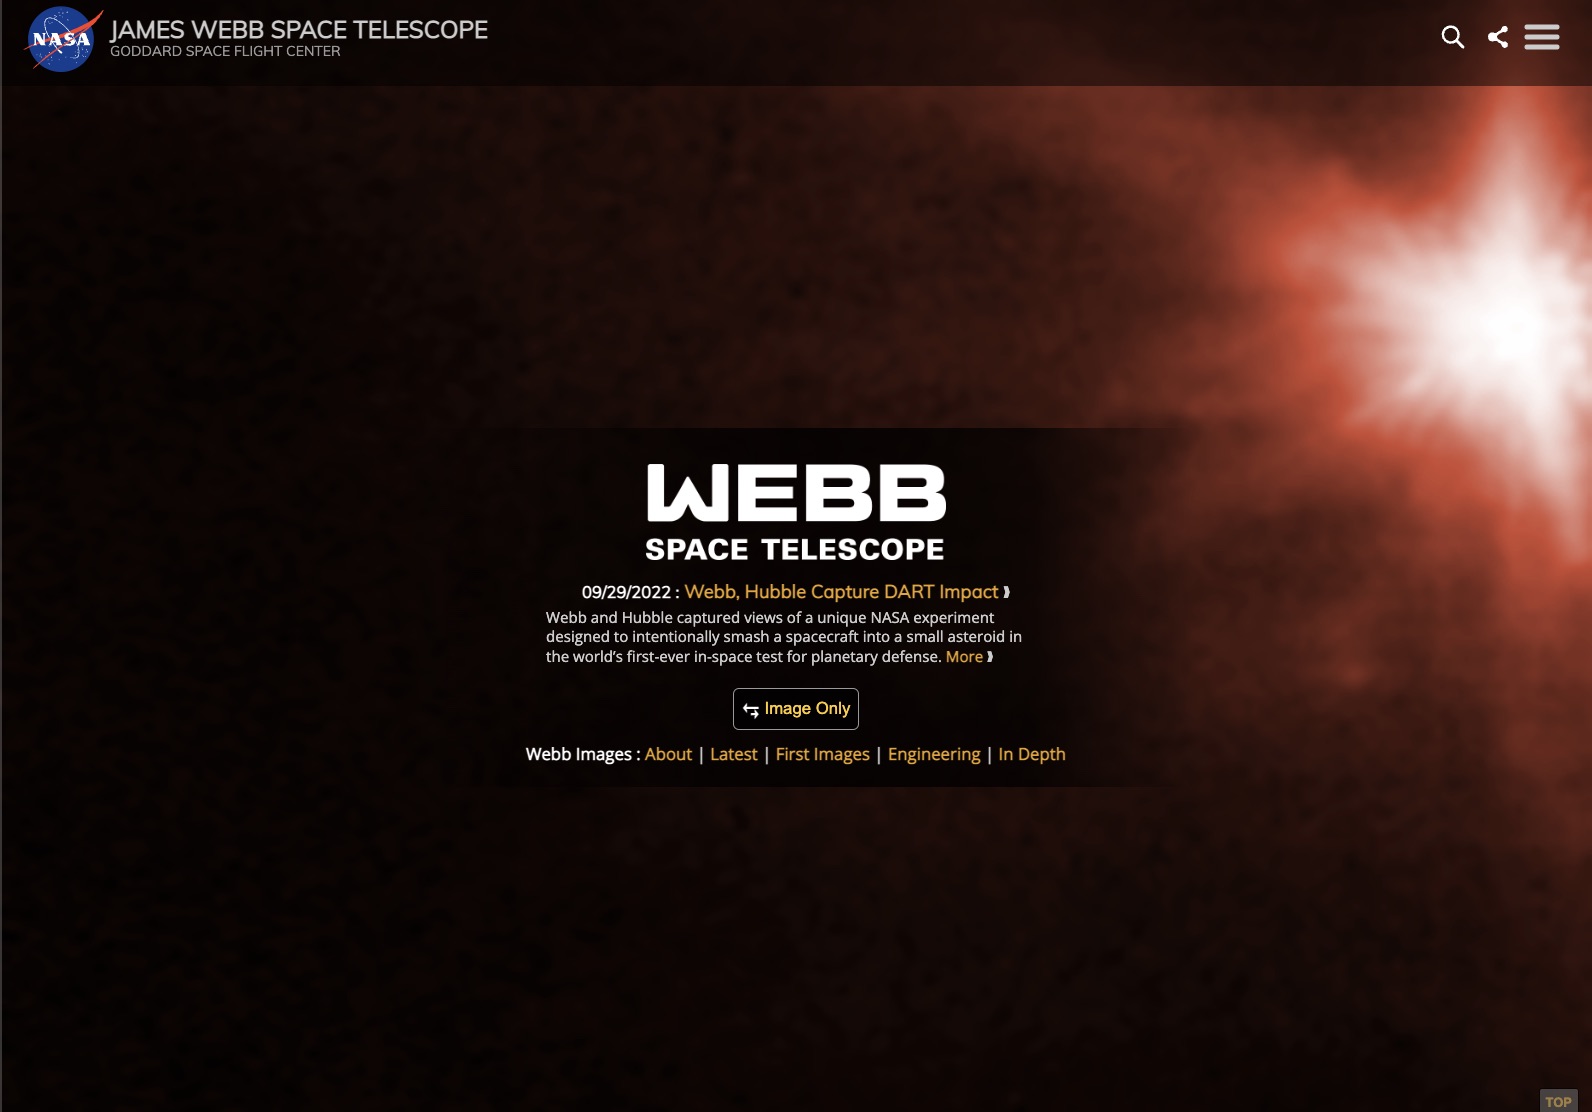 NASA
JAMES WEBB SPACE TELESCOPE
GODDARD SPACE FLIGHT CENTER
WEBB
SPACE TELESCOPE
09/29/2022 : Webb, Hubble Capture DART Impact ⟫
Webb and Hubble captured views of a unique NASA experiment
designed to intentionally smash a spacecraft into a small asteroid in
the world’s first-ever in-space test for planetary defense. More ⟫
Image Only
Webb Images : About | Latest | First Images | Engineering | In Depth
TOP